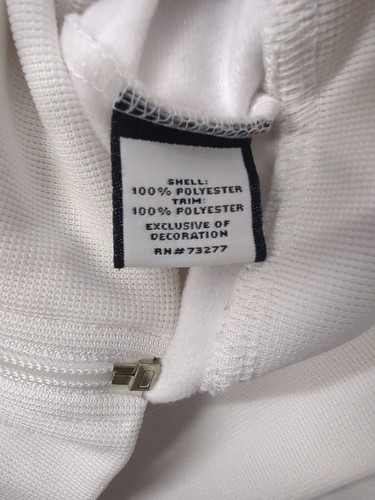 SHELL:
100% POLYESTER
TRIM:
100% POLYESTER
EXCLUSIVE OF
DECORATION
RN#73277